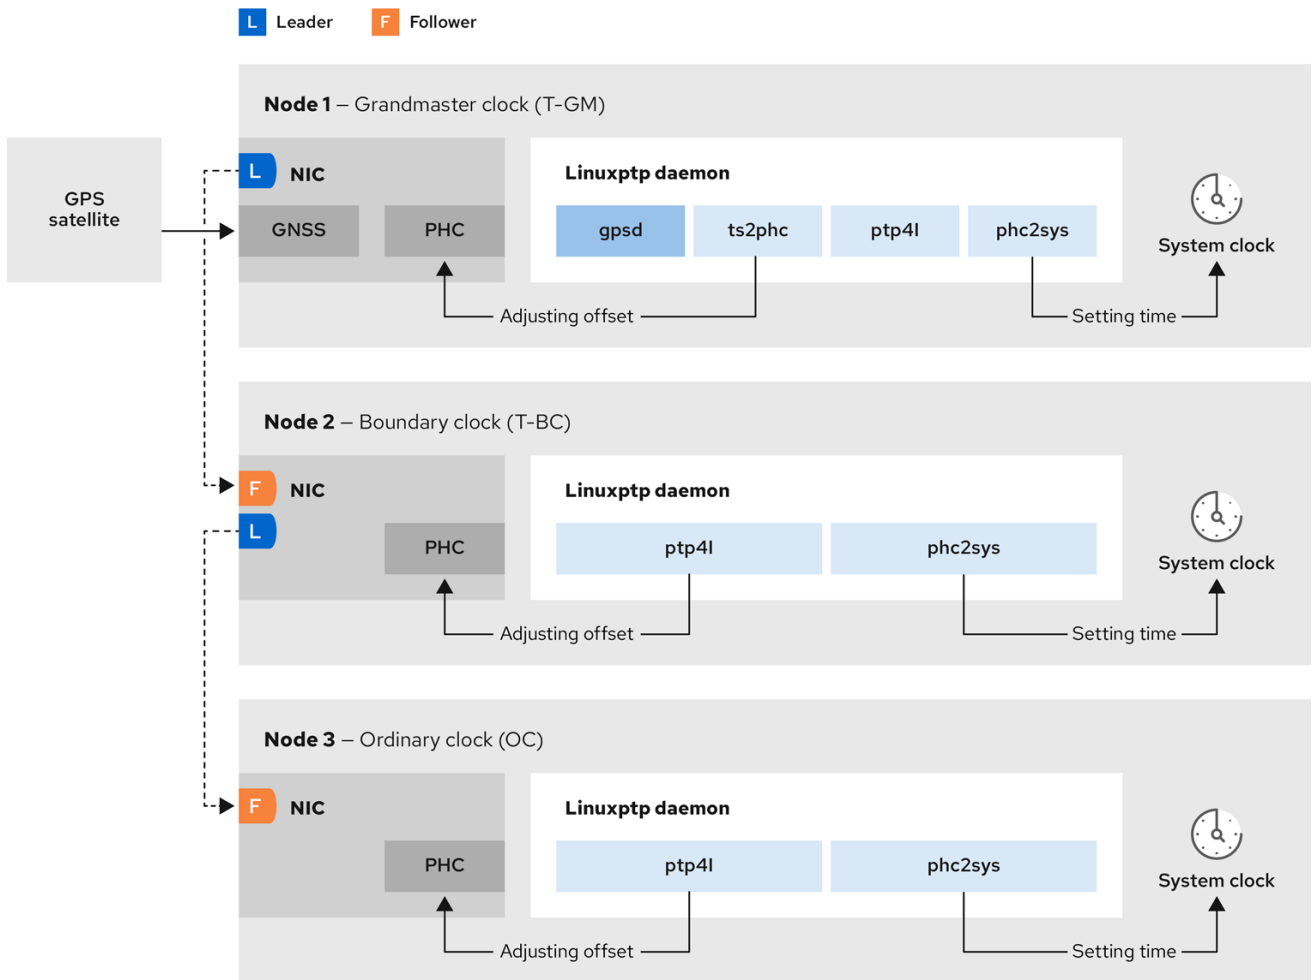 L Leader F Follower
Node 1 – Grandmaster clock (T-GM)
GPS
satellite
L NIC
Linuxptp daemon
GNSS PHC
gpsd ts2phc ptp4l phc2sys
System clock
Adjusting offset
Setting time
Node 2 – Boundary clock (T-BC)
F NIC
L
Linuxptp daemon
PHC
ptp4l phc2sys
System clock
Adjusting offset
Setting time
Node 3 – Ordinary clock (OC)
F NIC
Linuxptp daemon
PHC
ptp4l phc2sys
System clock
Adjusting offset
Setting time